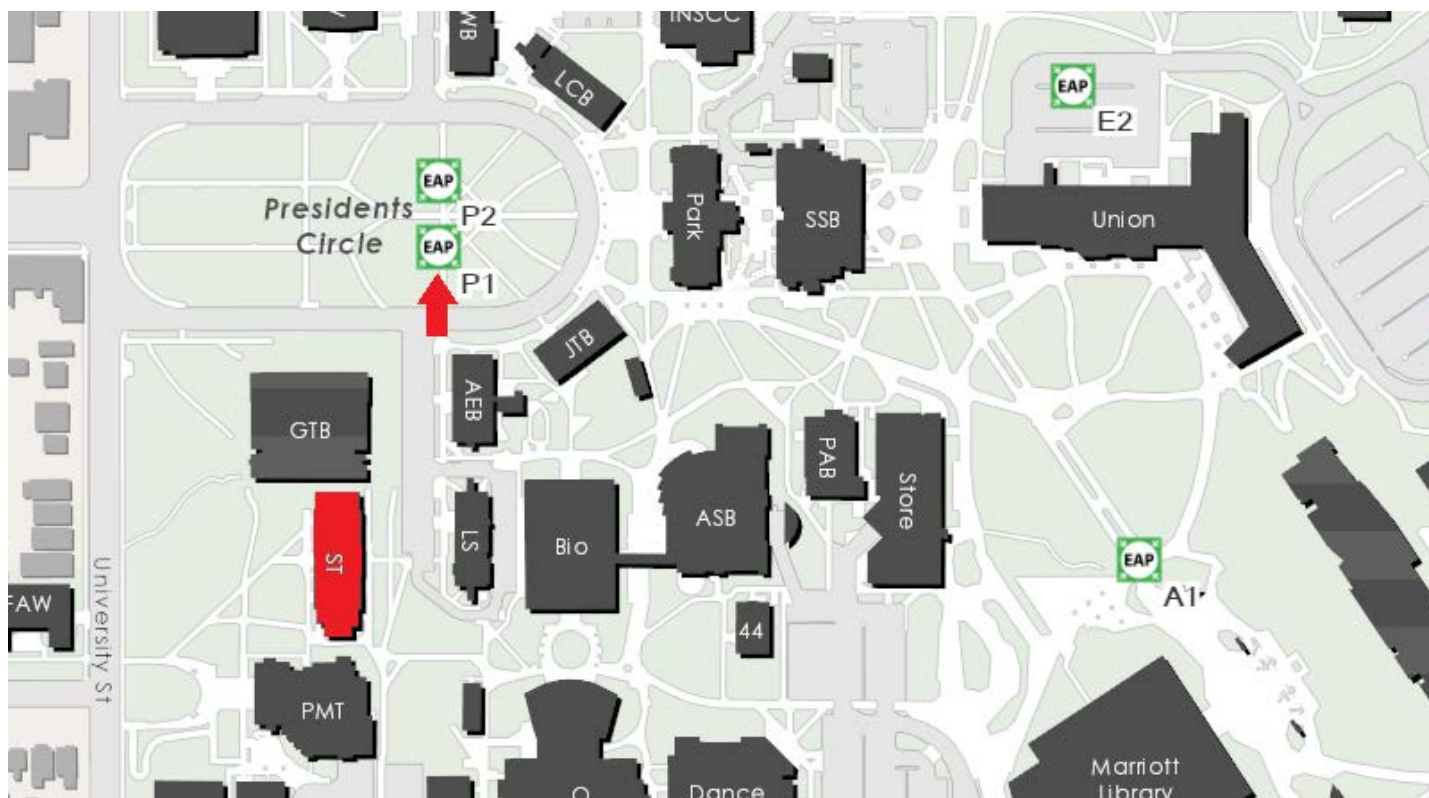 WB
INSCC
LCB
EAP
E2
EAP
P2
Presidents
Circle
EAP
P1
Park
SSB
Union
JTB
AEB
GTB
PAB
Store
ST
LS
Bio
ASB
EAP
A1
University St
FAW
44
PMT
Dance
Marriott
Library